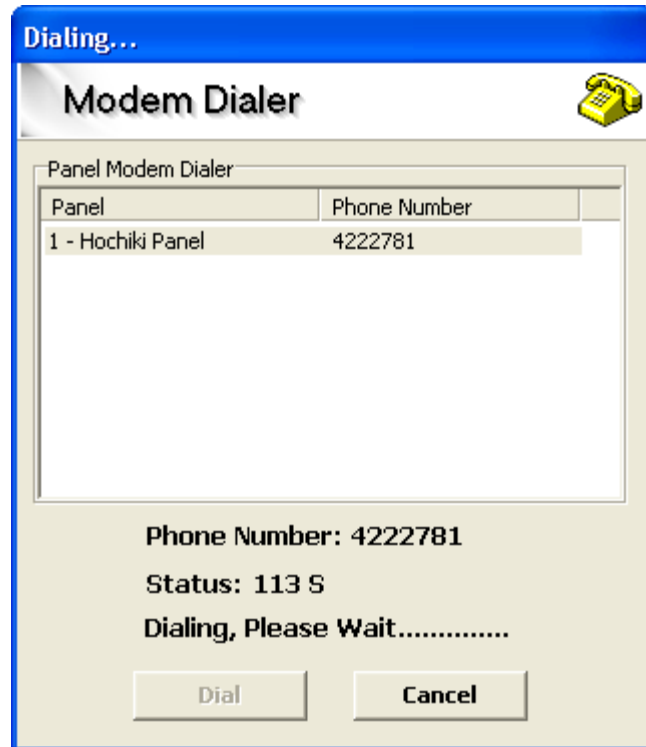 Dialing...
Modem Dialer
Panel Modem Dialer
Panel Phone Number
1 - Hochiki Panel 4222781
Phone Number: 4222781
Status: 113 S
Dialing, Please Wait..............
Dial Cancel